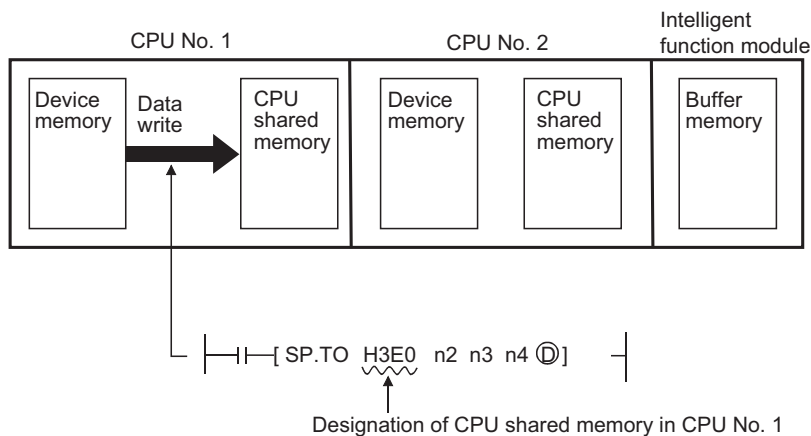 CPU No. 1
CPU No. 2
Intelligent
function module
Device
memory
Data
write
CPU
shared
memory
Device
memory
CPU
shared
memory
Buffer
memory
[ SP.TO H3E0 n2 n3 n4 Ⓓ ]
Designation of CPU shared memory in CPU No. 1